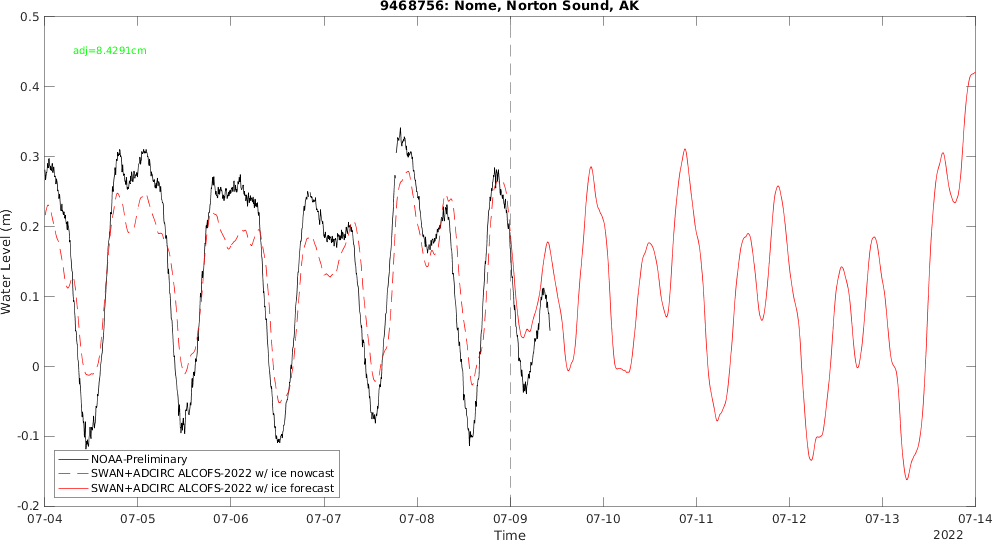 9468756: Nome, Norton Sound, AK
adj=8.4291cm
Water Level (m)
0.5
0.4
0.3
0.2
0.1
0
-0.1
-0.2
NOAA-Preliminary
SWAN+ADCIRC ALCOFS-2022 w/ ice nowcast
SWAN+ADCIRC ALCOFS-2022 w/ ice forecast
07-04 07-05 07-06 07-07 07-08 07-09 07-10 07-11 07-12 07-13 07-14
Time
2022